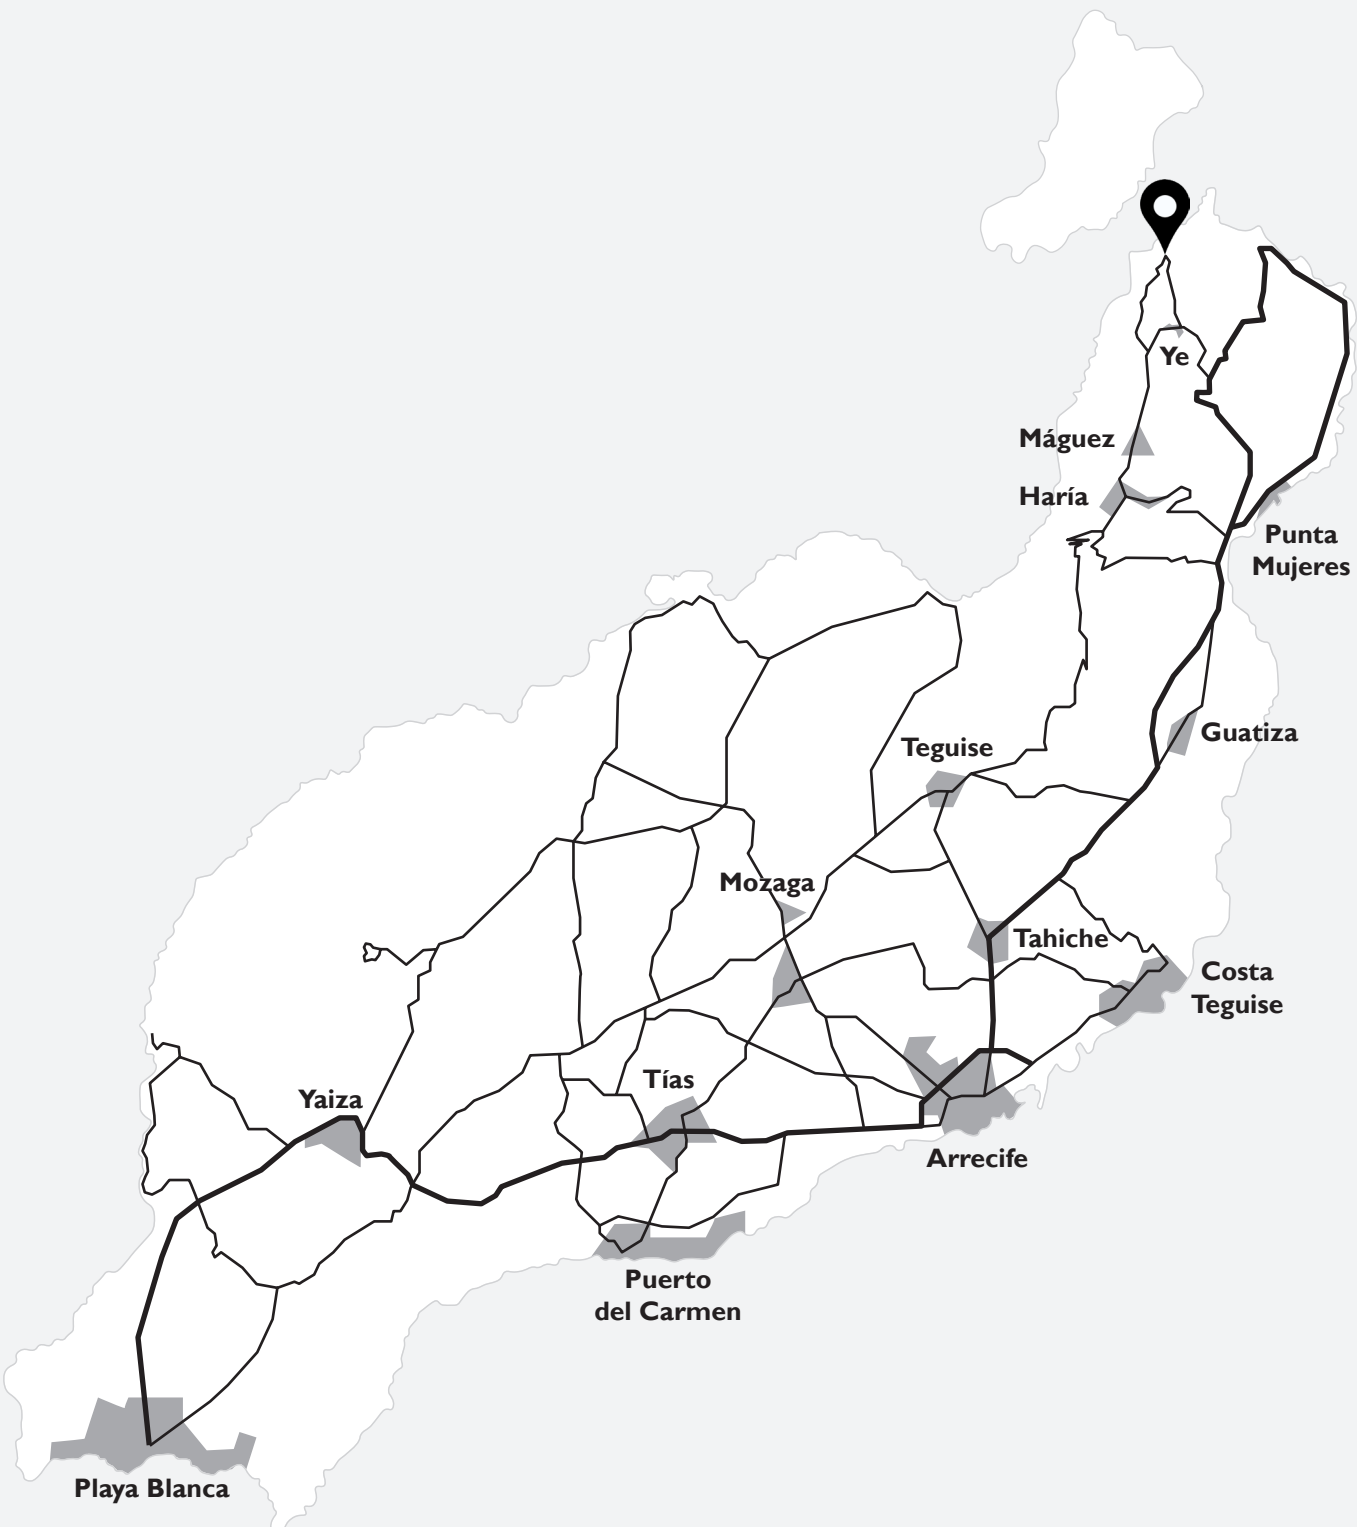 Ye
Máguez
Haría
Punta
Mujeres
Guatiza
Teguise
Mozaga
Tahiche
Costa
Teguise
Tías
Yaiza
Arrecife
Puerto
del Carmen
Playa Blanca